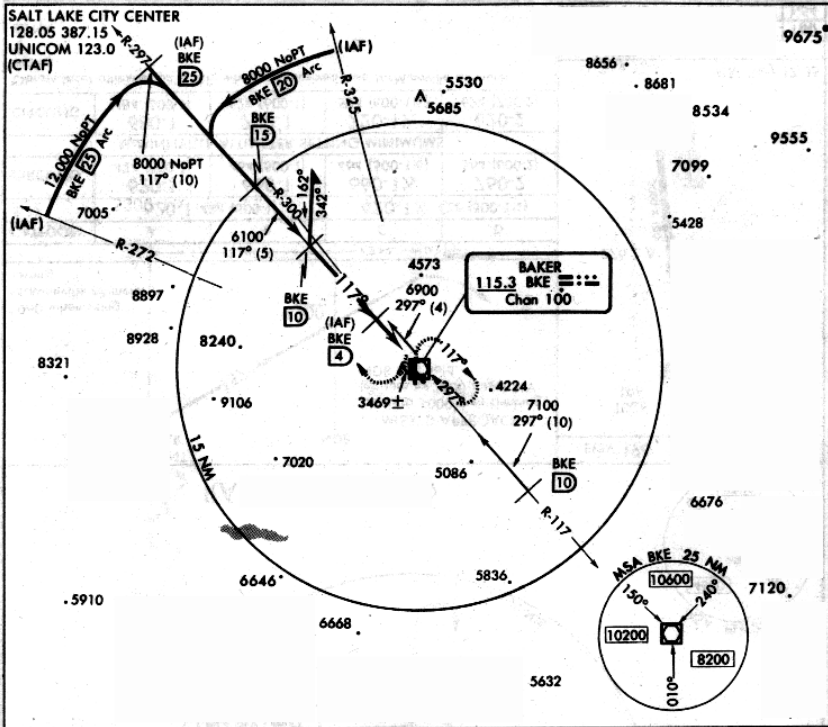 SALT LAKE CITY CENTER
128.05 387.15
UNICOM 123.0
(CTAF)
R-297
(IAF)
BKE
25
8000 NoPT
BKE 20 Arc
(IAF)
R-325
9675
8656
8681
8534
9555
5530
A
5685
7099
5428
BKE
15
12,000 NoPT
BKE 25 Arc
8000 NoPT
117° (10)
(IAF)
7005
R-272
R-300
162°
342°
6100
117° (5)
BKE
10
117°
4573
6900
297° (4)
BAKER
115.3 BKE
Chan 100
8897
8928
8240
8321
9106
(IAF)
BKE
4
117°
297°
3469±
4224
7100
297° (10)
15 NM
7020
5086
BKE
10
R-117
6676
6646
5836
5910
6668
5632
7120
MSA BKE 25 NM
10600
150°
240°
10200
8200
010°